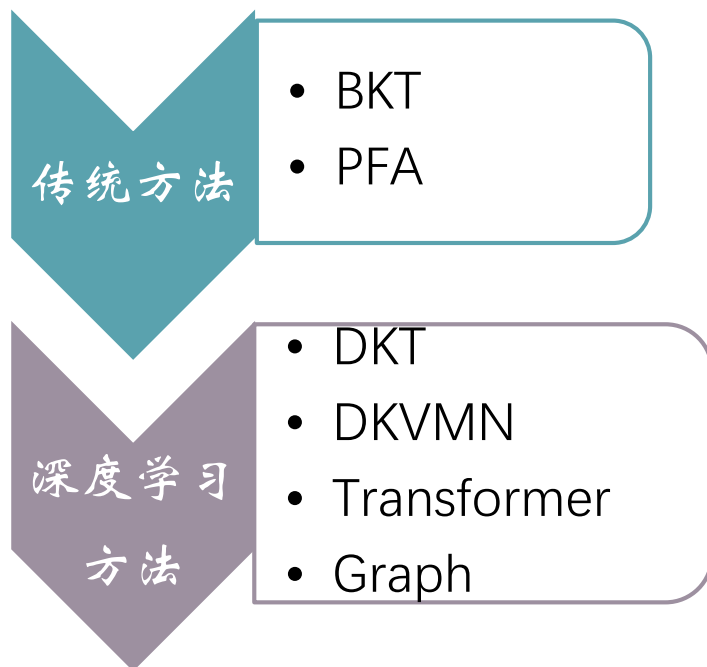 传统方法
• BKT
• PFA
深度学习
方法
• DKT
• DKVMN
• Transformer
• Graph